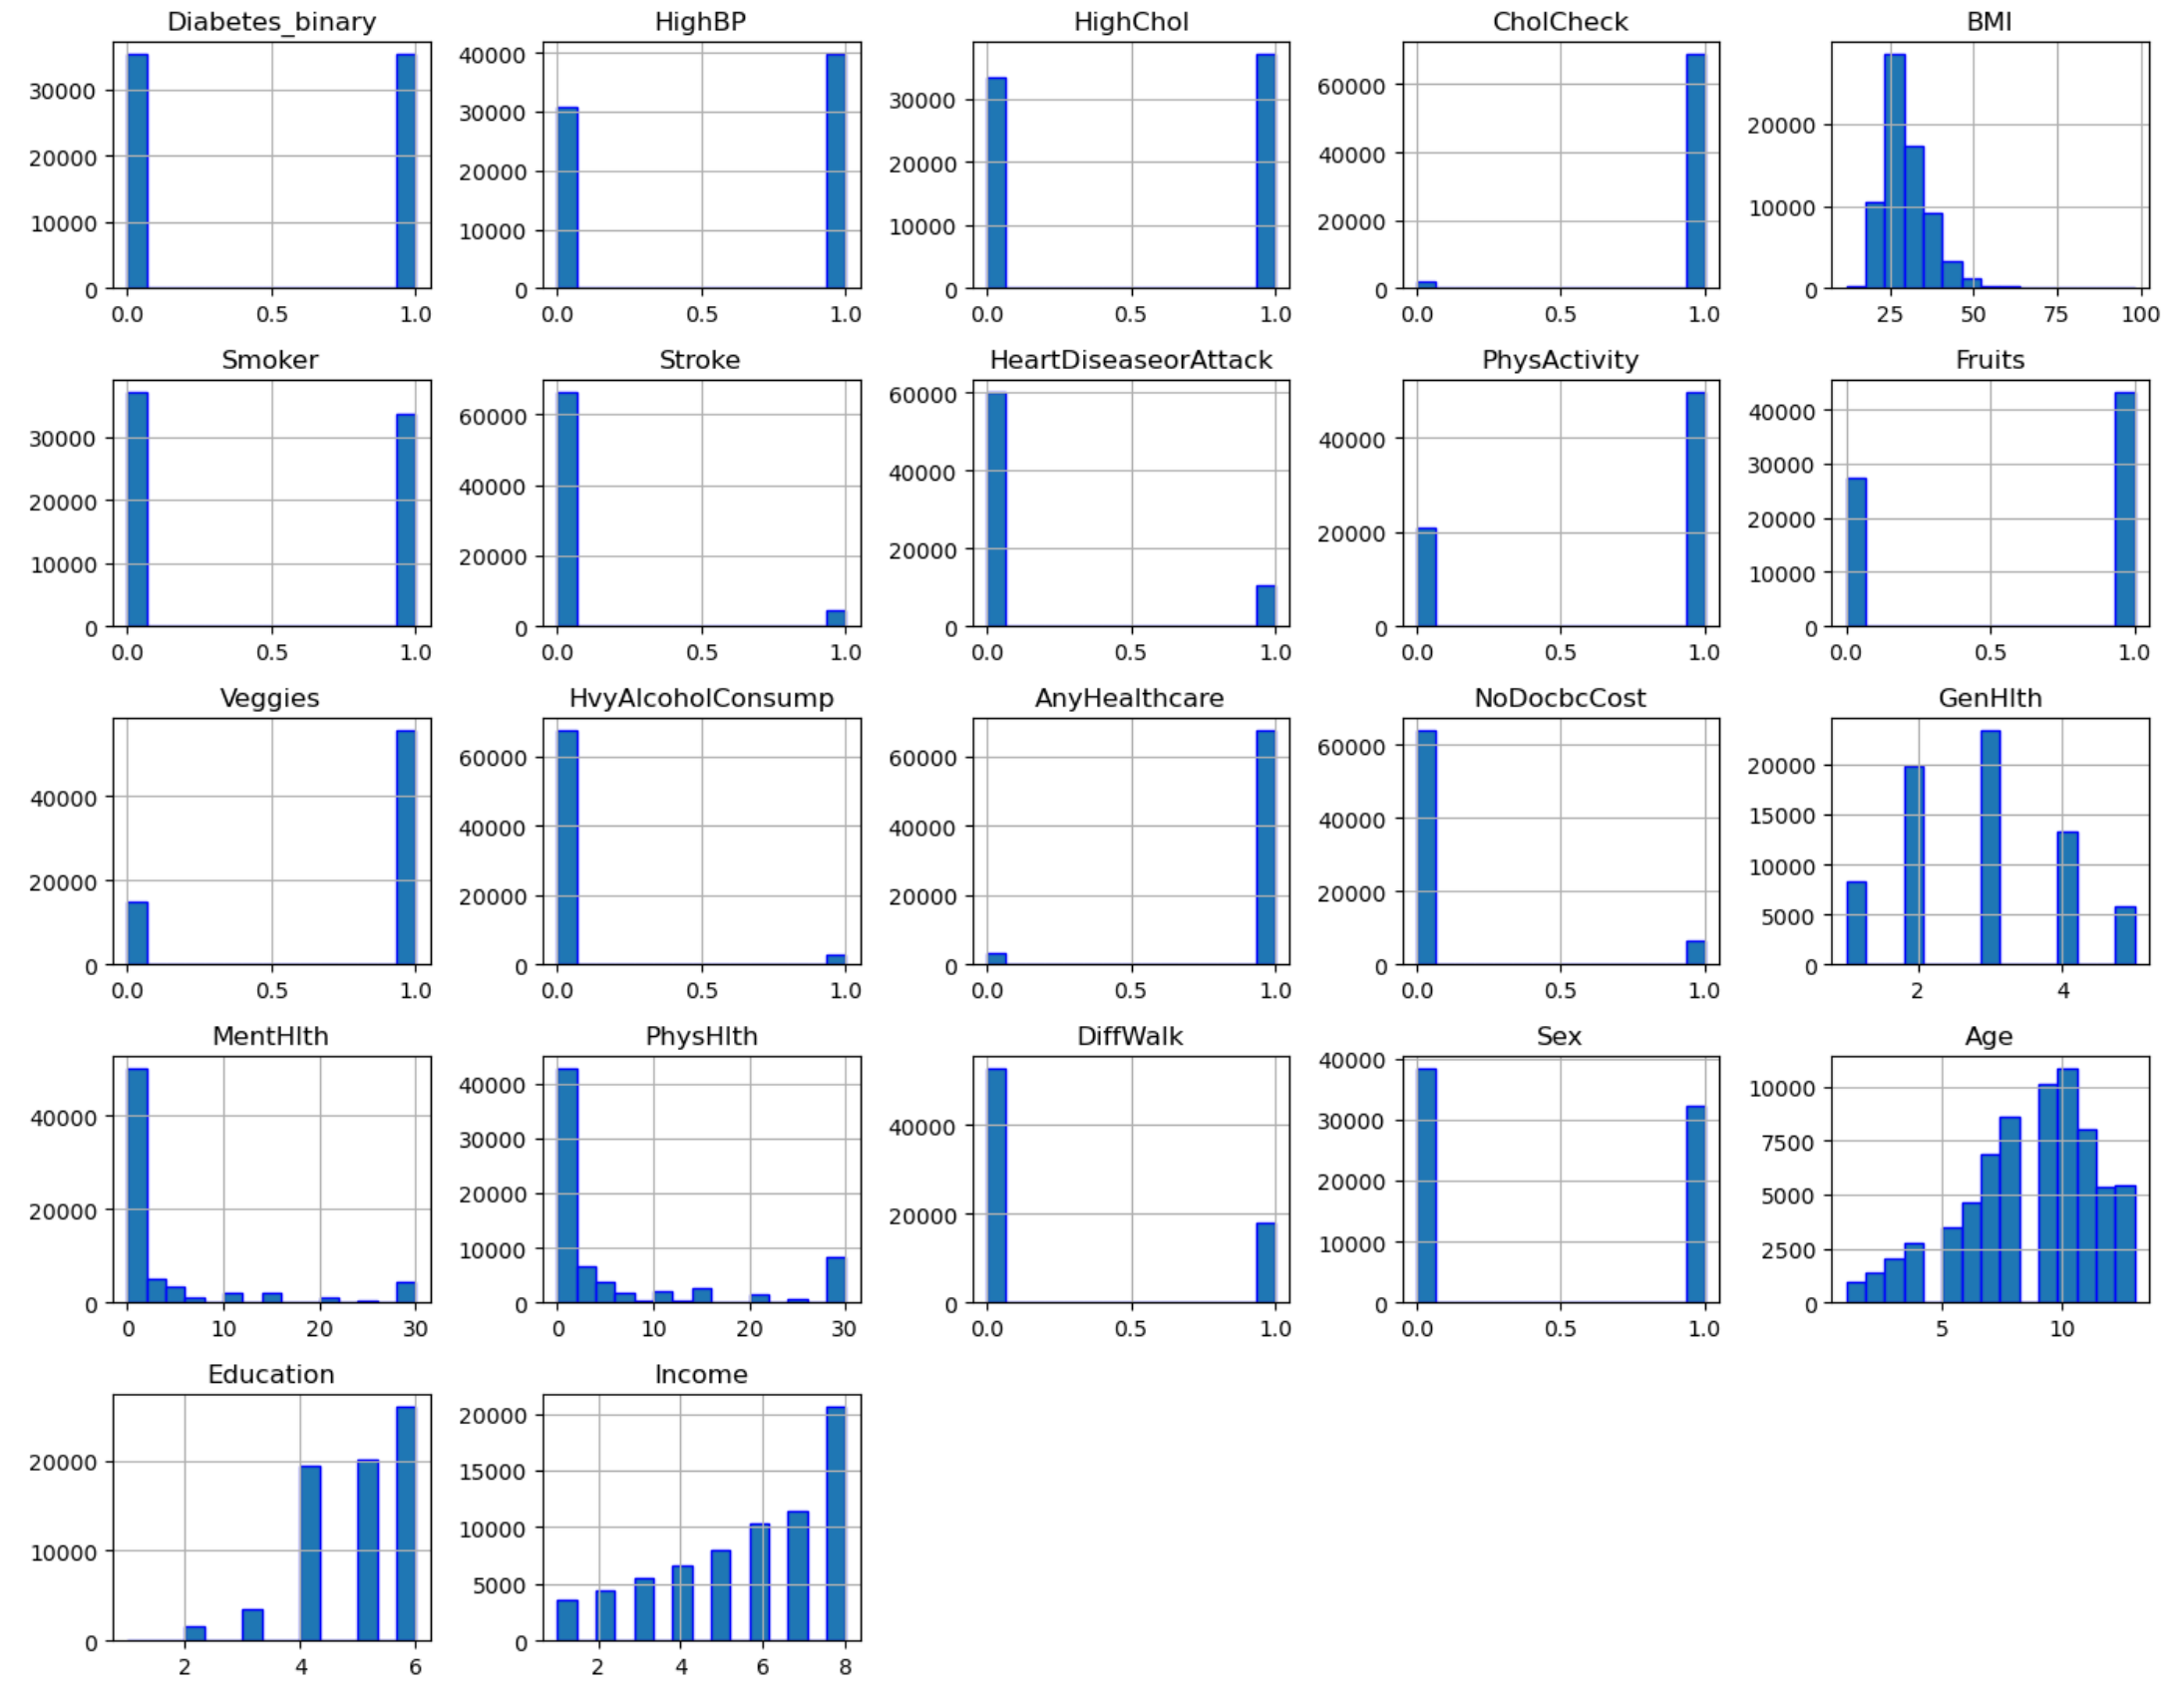 Diabetes_binary HighBP HighChol CholCheck BMI
30000 20000 10000 0 40000 30000 20000 10000 0 30000 20000 10000 0 60000 40000 20000 0 20000 10000 0
0.0 0.5 1.0 0.0 0.5 1.0 0.0 0.5 1.0 0.0 0.5 1.0 25 50 75 100
Smoker Stroke HeartDiseaseorAttack PhysActivity Fruits
30000 20000 10000 0 60000 40000 20000 0 60000 40000 20000 0 40000 20000 0 40000 30000 20000 10000 0
0.0 0.5 1.0 0.0 0.5 1.0 0.0 0.5 1.0 0.0 0.5 1.0 0.0 0.5 1.0
Veggies HvyAlcoholConsump AnyHealthcare NoDocbcCost GenHlth
40000 20000 0 60000 40000 20000 0 60000 40000 20000 0 60000 40000 20000 0 20000 15000 10000 5000 0
0.0 0.5 1.0 0.0 0.5 1.0 0.0 0.5 1.0 0.0 0.5 1.0 2 4
MentHlth PhysHlth DiffWalk Sex Age
40000 20000 0 40000 30000 20000 10000 0 40000 20000 0 40000 30000 20000 10000 0 10000 7500 5000 2500 0
0 10 20 30 0 10 20 30 0.0 0.5 1.0 0.0 0.5 1.0 5 10
Education Income
20000 10000 0 20000 15000 10000 5000 0
2 4 6 2 4 6 8